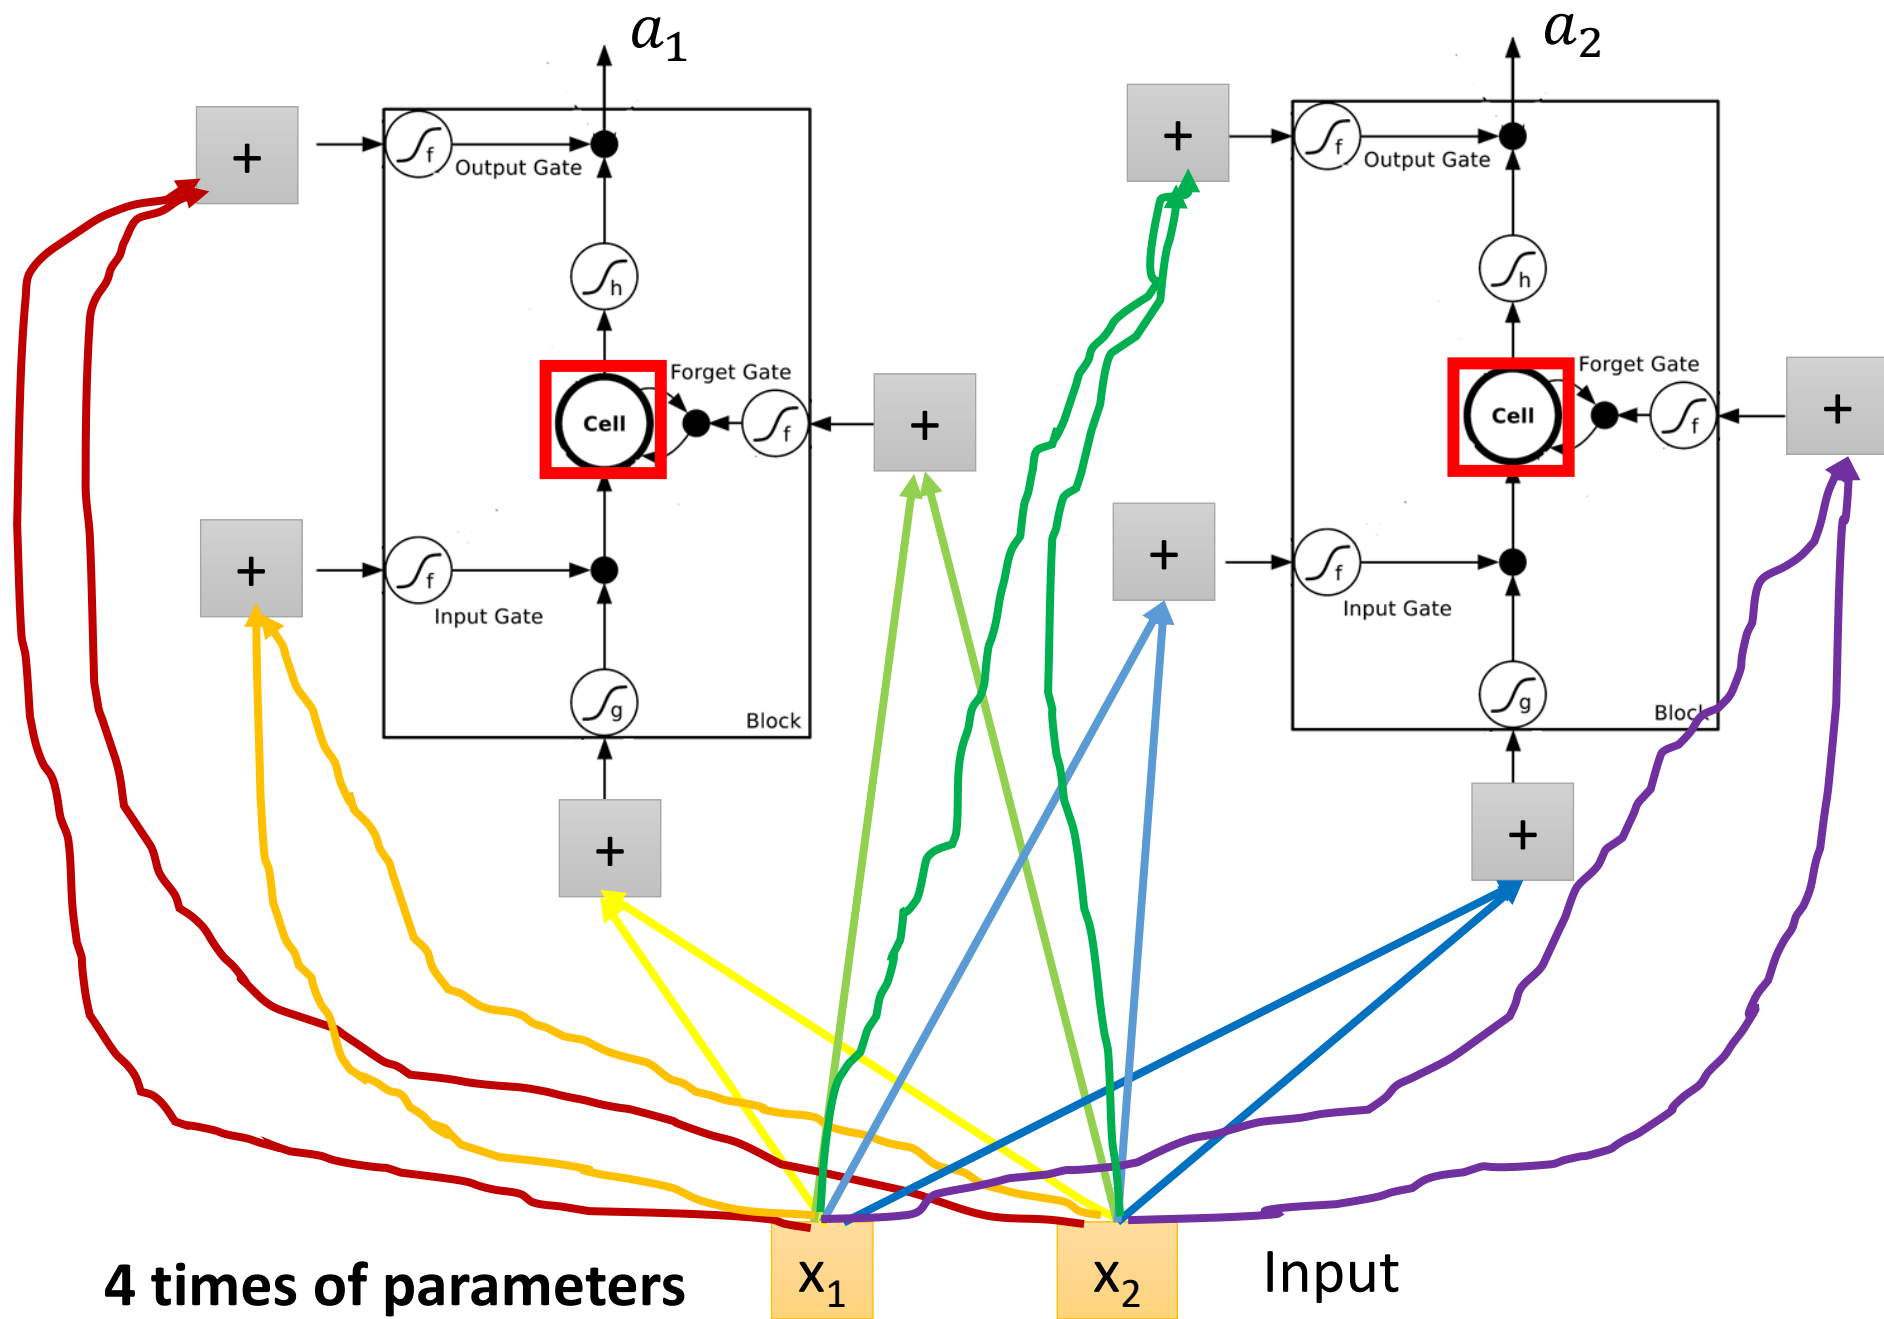 a₁
a₂
+
+
f
Output Gate
f
Output Gate
h
h
Forget Gate
Forget Gate
Cell
f
+
Cell
f
+
+
f
Input Gate
+
f
Input Gate
g
Block
g
Block
+
+
4 times of parameters
x₁
x₂
Input